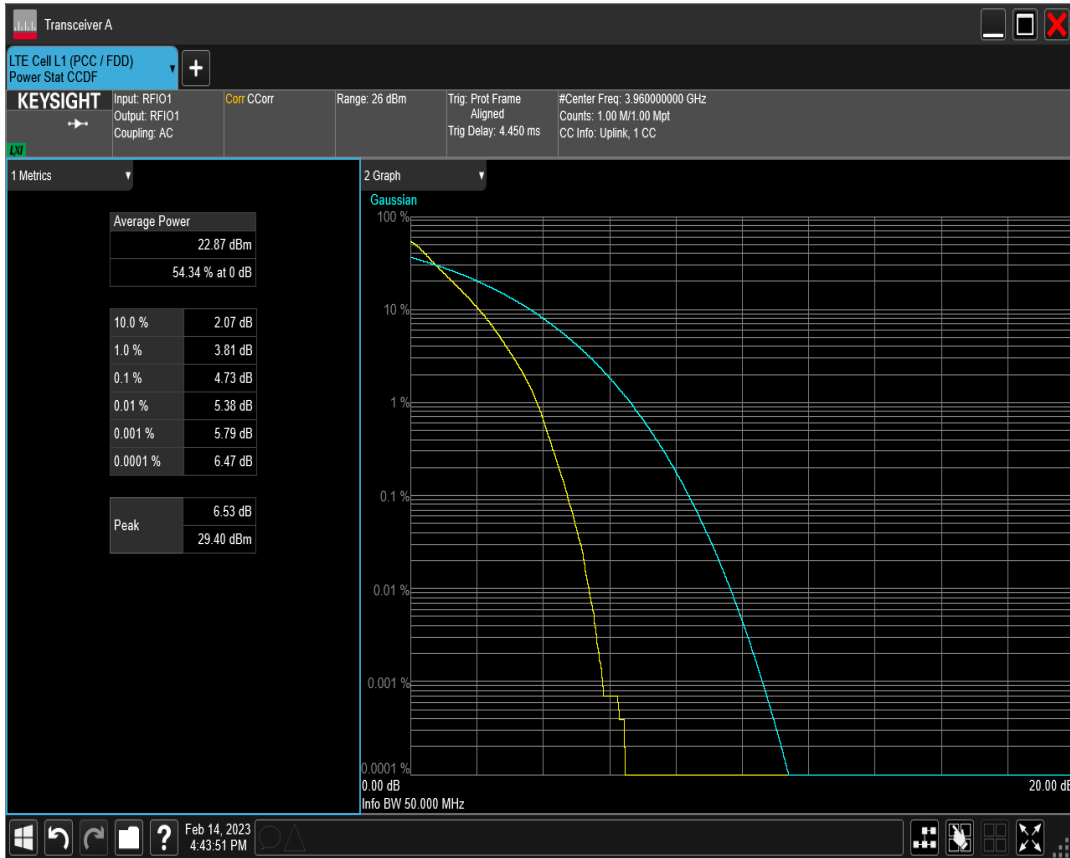 Transceiver A
LTE Cell L1 (PCC / FDD)
Power Stat CCDF
+
KEYSIGHT
LXI
Input: RFIO1
Output: RFIO1
Coupling: AC
Corr CCorr
Range: 26 dBm
Trig: Prot Frame
Aligned
Trig Delay: 4.450 ms
#Center Freq: 3.960000000 GHz
Counts: 1.00 M/1.00 Mpt
CC Info: Uplink, 1 CC
1 Metrics
Average Power
22.87 dBm
54.34 % at 0 dB
10.0 % 2.07 dB
1.0 % 3.81 dB
0.1 % 4.73 dB
0.01 % 5.38 dB
0.001 % 5.79 dB
0.0001 % 6.47 dB
Peak 6.53 dB
29.40 dBm
2 Graph
Gaussian
100 %
10 %
1 %
0.1 %
0.01 %
0.001 %
0.0001 %
0.00 dB 20.00 dB
Info BW 50.000 MHz
? Feb 14, 2023
4:43:51 PM